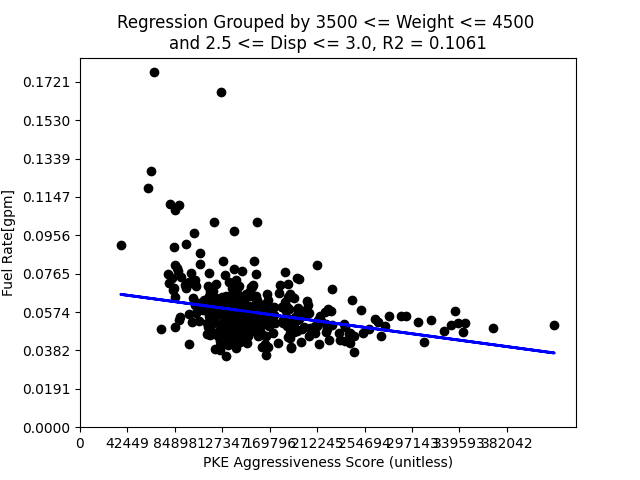 Regression Grouped by 3500 <= Weight <= 4500
and 2.5 <= Disp <= 3.0, R2 = 0.1061
Fuel Rate[gpm]
0.1721
0.1530
0.1339
0.1147
0.0956
0.0765
0.0574
0.0382
0.0191
0.0000
0 42449 84898 127347 169796 212245 254694 297143 339593 382042
PKE Aggressiveness Score (unitless)